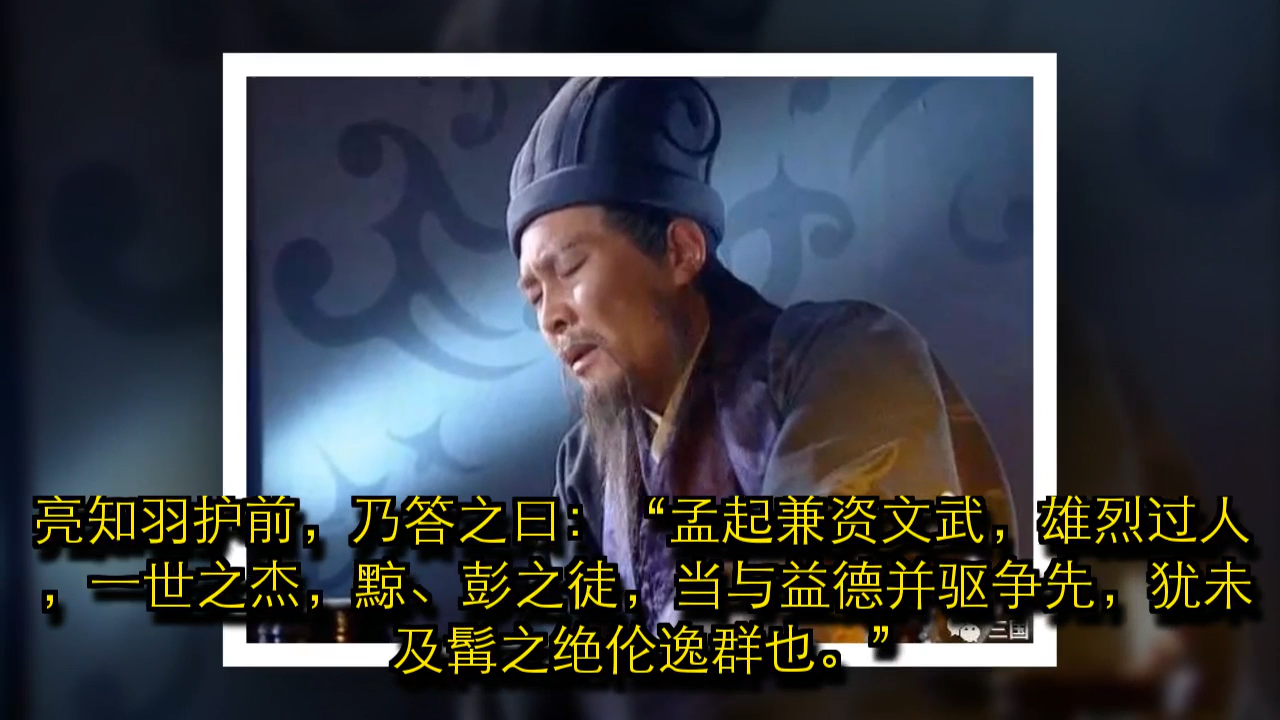 亮知羽护前，乃答之曰：“孟起兼资文武，雄烈过人
，一世之杰，黥、彭之徒，当与益德并驱争先，犹未
及髯之绝伦逸群也。”
三国